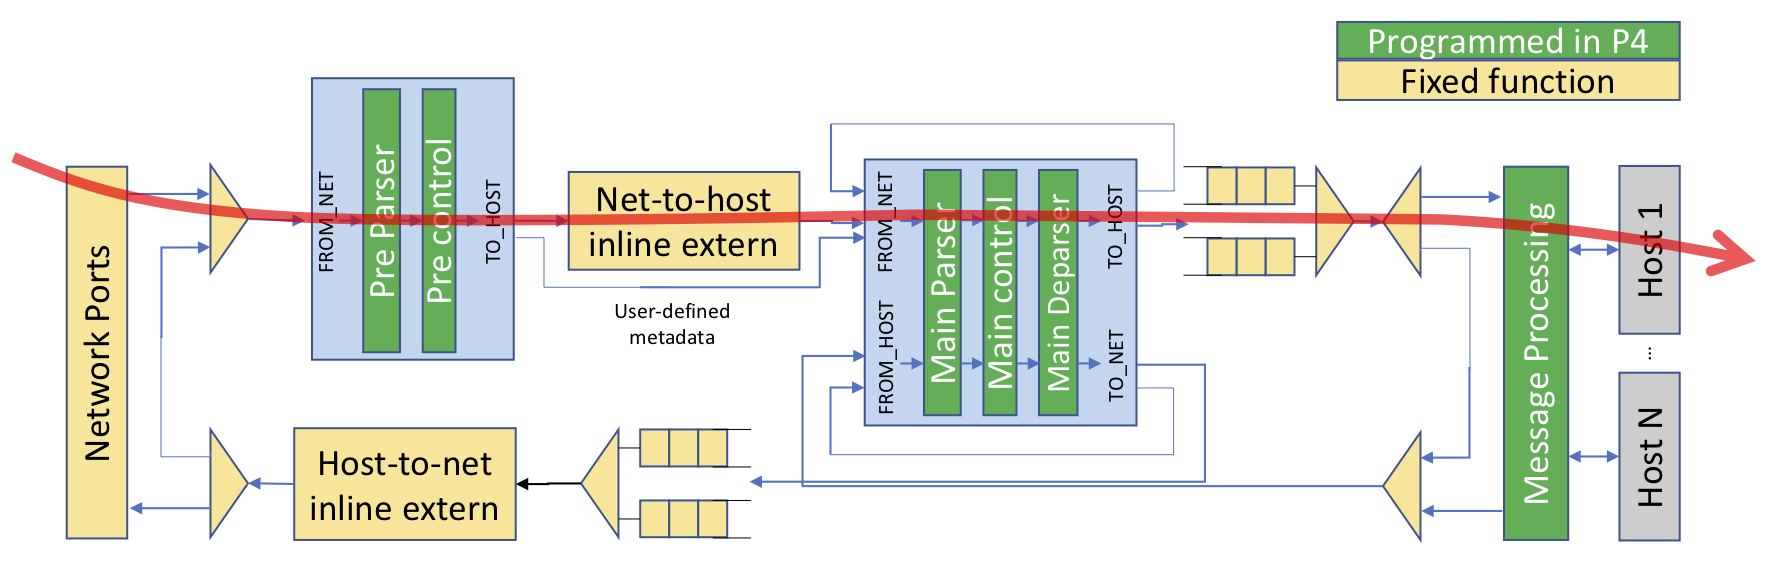 Programmed in P4
Fixed function
Network Ports
FROM_NET
Pre Parser
Pre control
TO_HOST
Net-to-host
inline extern
User-defined
metadata
FROM_NET
FROM_HOST
Main Parser
Main control
Main Deparser
TO_HOST
TO_NET
Message Processing
Host 1
...
Host N
Host-to-net
inline extern